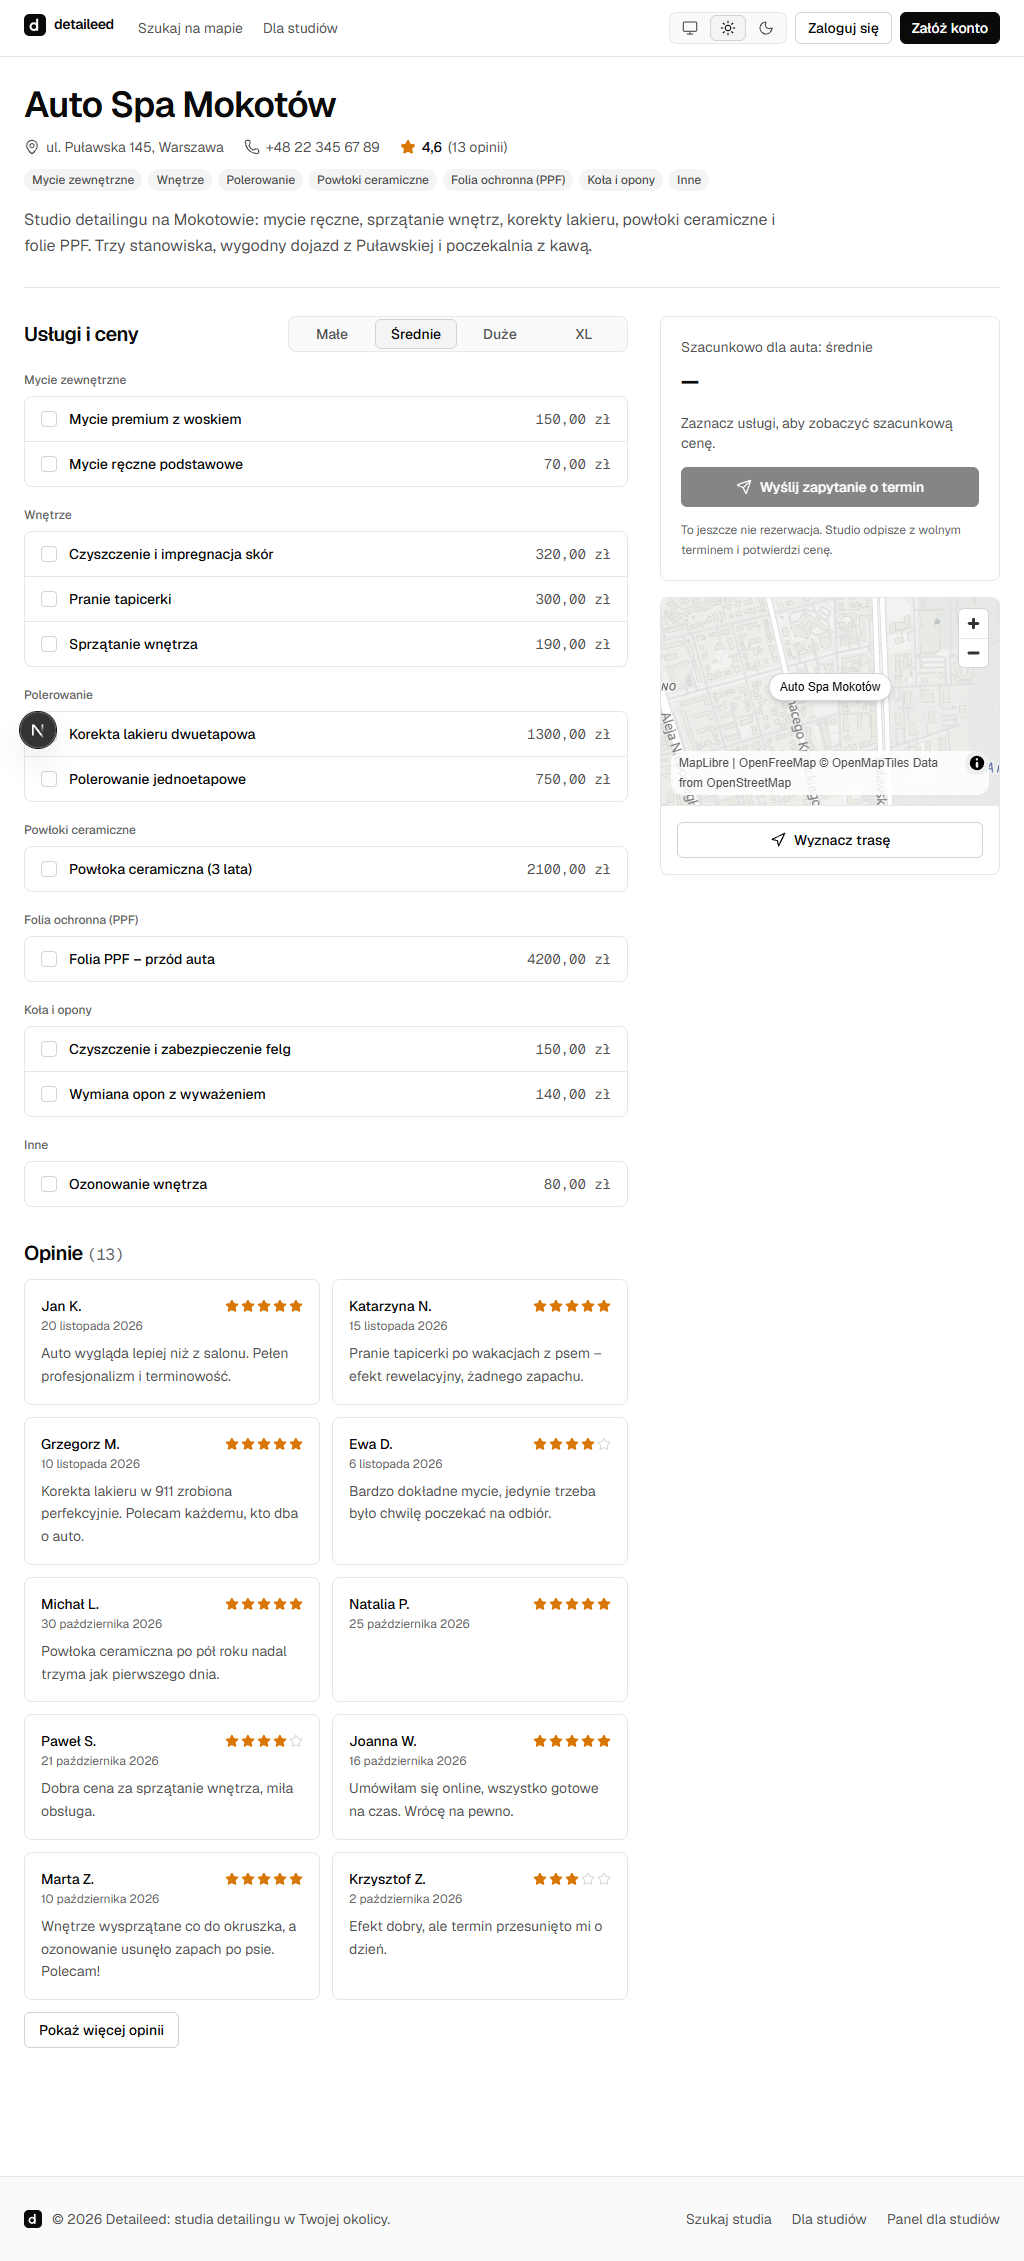 detaileed
Szukaj na mapie
Dla studiów
Zaloguj się
Załóż konto
Auto Spa Mokotów
ul. Puławska 145, Warszawa
+48 22 345 67 89
4,6 (13 opinii)
Mycie zewnętrzne
Wnętrze
Polerowanie
Powłoki ceramiczne
Folia ochronna (PPF)
Koła i opony
Inne
Studio detailingu na Mokotowie: mycie ręczne, sprzątanie wnętrz, korekty lakieru, powłoki ceramiczne i
folie PPF. Trzy stanowiska, wygodny dojazd z Puławskiej i poczekalnia z kawą.
Usługi i ceny
Małe
Średnie
Duże
XL
Mycie zewnętrzne
Mycie premium z woskiem 150,00 zł
Mycie ręczne podstawowe 70,00 zł
Wnętrze
Czyszczenie i impregnacja skór 320,00 zł
Pranie tapicerki 300,00 zł
Sprzątanie wnętrza 190,00 zł
Polerowanie
N
Korekta lakieru dwuetapowa 1300,00 zł
Polerowanie jednoetapowe 750,00 zł
Powłoki ceramiczne
Powłoka ceramiczna (3 lata) 2100,00 zł
Folia ochronna (PPF)
Folia PPF – przód auta 4200,00 zł
Koła i opony
Czyszczenie i zabezpieczenie felg 150,00 zł
Wymiana opon z wyważeniem 140,00 zł
Inne
Ozonowanie wnętrza 80,00 zł
Szacunkowo dla auta: średnie
—
Zaznacz usługi, aby zobaczyć szacunkową
cenę.
Wyślij zapytanie o termin
To jeszcze nie rezerwacja. Studio odpisze z wolnym
terminem i potwierdzi cenę.
NO
Auto Spa Mokotów
Aleja
MapLibre | OpenFreeMap © OpenMapTiles Data
from OpenStreetMap
Wyznacz trasę
Opinie (13)
Jan K.
20 listopada 2026
Auto wygląda lepiej niż z salonu. Pełen
profesjonalizm i terminowość.
Katarzyna N.
15 listopada 2026
Pranie tapicerki po wakacjach z psem –
efekt rewelacyjny, żadnego zapachu.
Grzegorz M.
10 listopada 2026
Korekta lakieru w 911 zrobiona
perfekcyjnie. Polecam każdemu, kto dba
o auto.
Ewa D.
6 listopada 2026
Bardzo dokładne mycie, jedynie trzeba
było chwilę poczekać na odbiór.
Michał L.
30 października 2026
Powłoka ceramiczna po pół roku nadal
trzyma jak pierwszego dnia.
Natalia P.
25 października 2026
Paweł S.
21 października 2026
Dobra cena za sprzątanie wnętrza, miła
obsługa.
Joanna W.
16 października 2026
Umówiłam się online, wszystko gotowe
na czas. Wrócę na pewno.
Marta Z.
10 października 2026
Wnętrze wysprzątane co do okruszka, a
ozonowanie usunęło zapach po psie.
Polecam!
Krzysztof Z.
2 października 2026
Efekt dobry, ale termin przesunięto mi o
dzień.
Pokaż więcej opinii
© 2026 Detaileed: studia detailingu w Twojej okolicy.
Szukaj studia
Dla studiów
Panel dla studiów